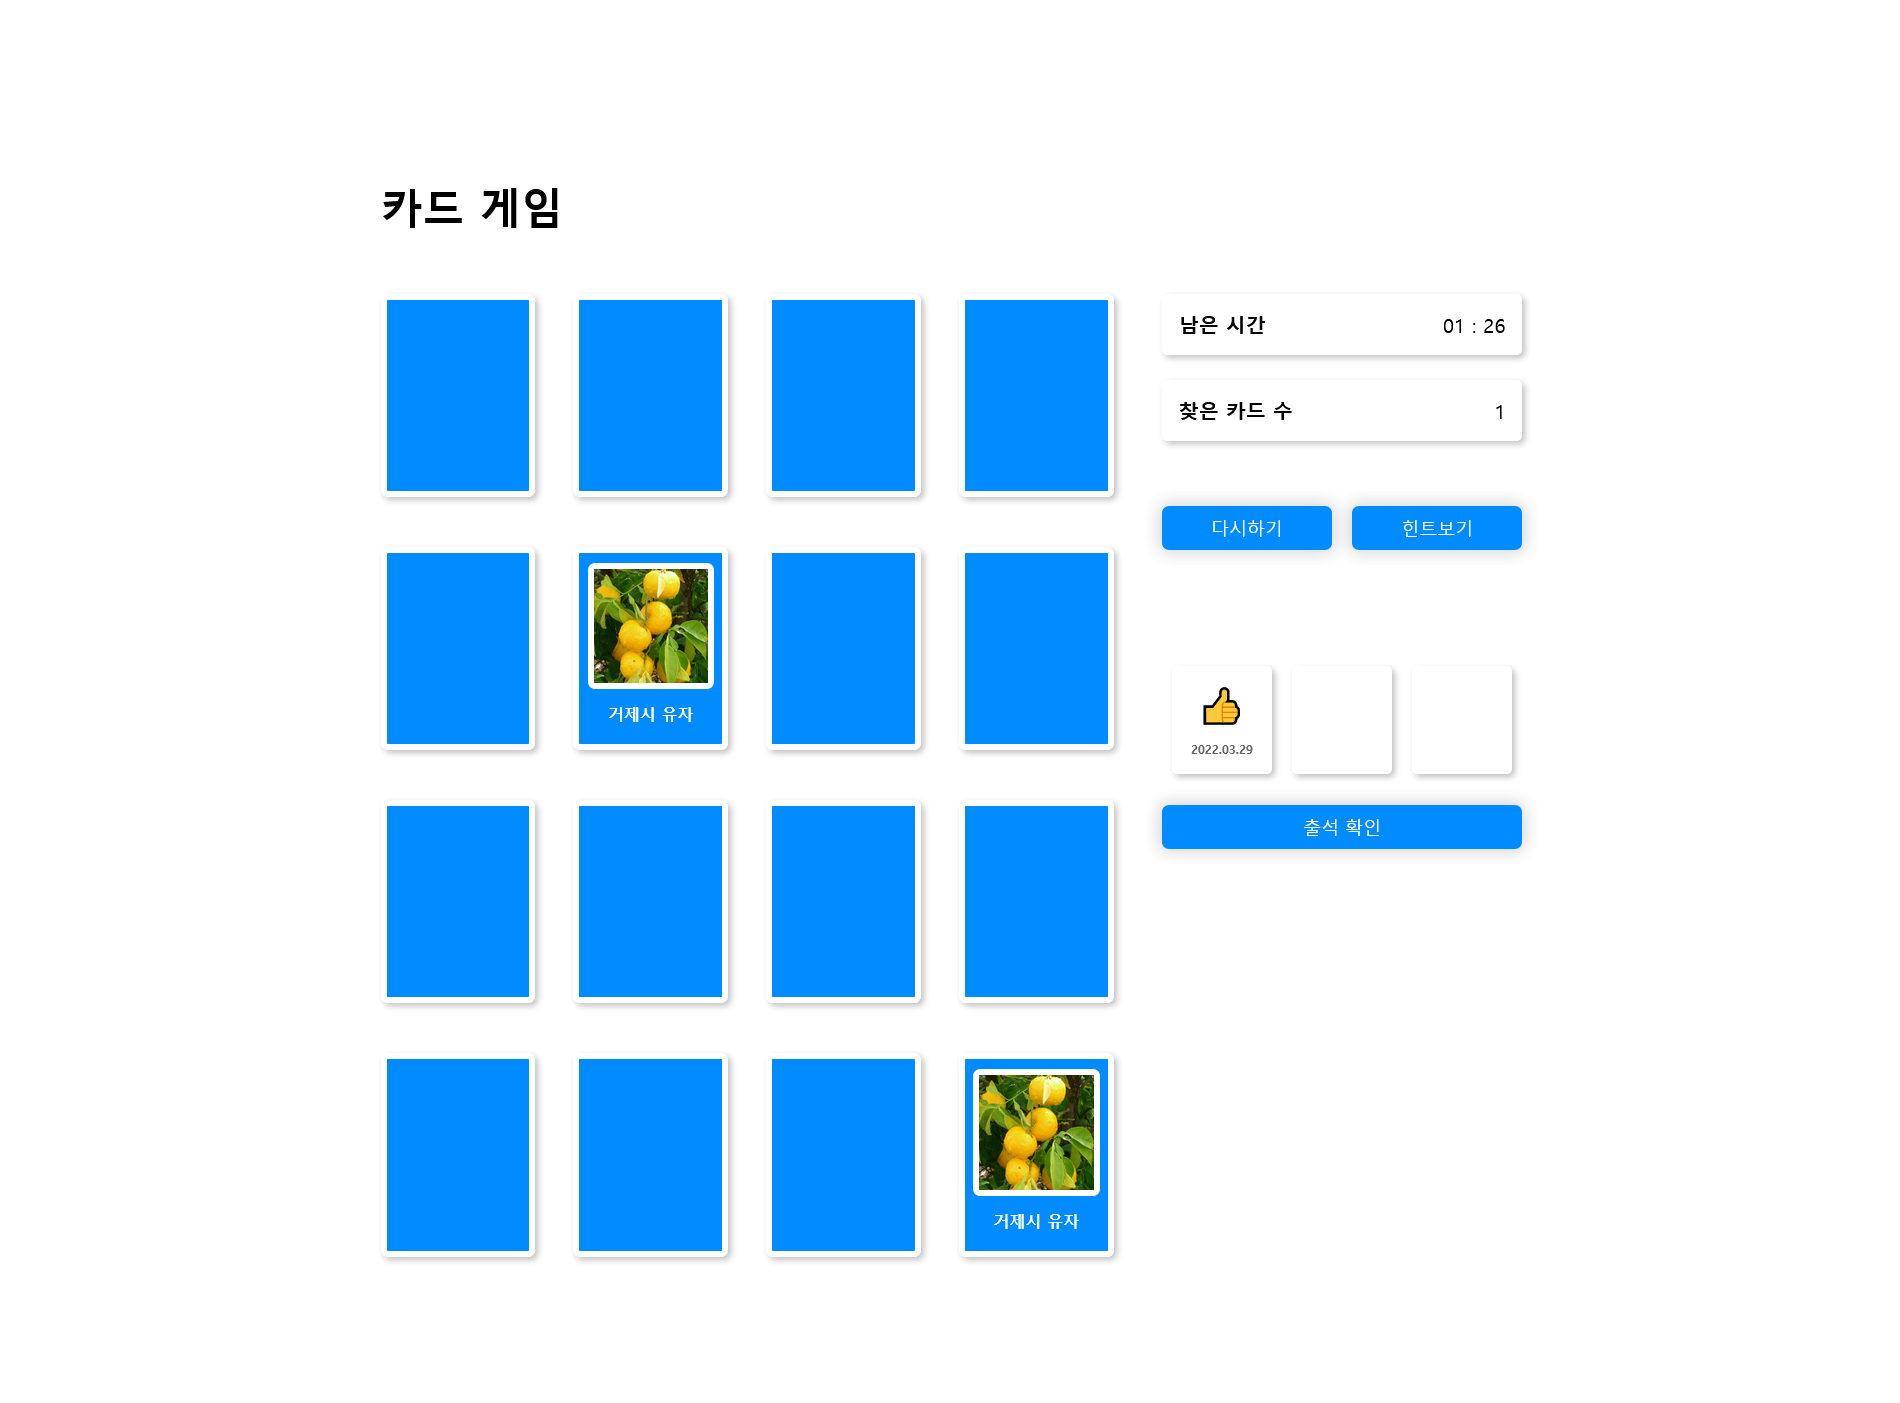 카드 게임
남은 시간 01 : 26
찾은 카드 수 1
다시하기 힌트보기
거제시 유자
2022.03.29
출석 확인
거제시 유자